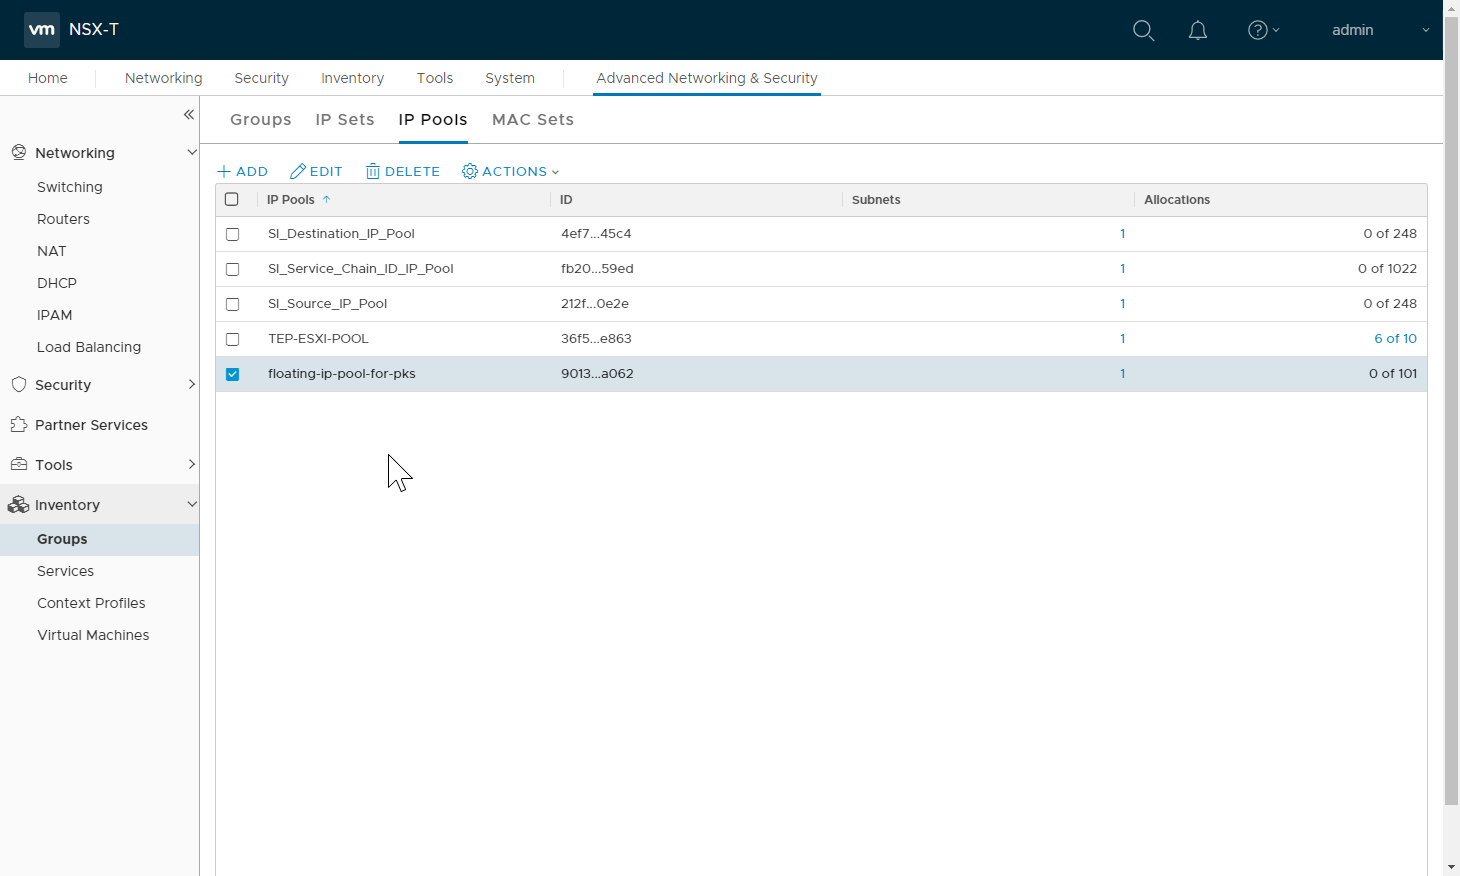 vm NSX-T
admin
Home Networking Security Inventory Tools System Advanced Networking & Security
Networking
Switching
Routers
NAT
DHCP
IPAM
Load Balancing
Security
Partner Services
Tools
Inventory
Groups
Services
Context Profiles
Virtual Machines
Groups IP Sets IP Pools MAC Sets
+ ADD EDIT DELETE ACTIONS
IP Pools ID Subnets Allocations
SI_Destination_IP_Pool 4ef7...45c4 1 0 of 248
SI_Service_Chain_ID_IP_Pool fb20...59ed 1 0 of 1022
SI_Source_IP_Pool 212f...0e2e 1 0 of 248
TEP-ESXI-POOL 36f5...e863 1 6 of 10
floating-ip-pool-for-pks 9013...a062 1 0 of 101